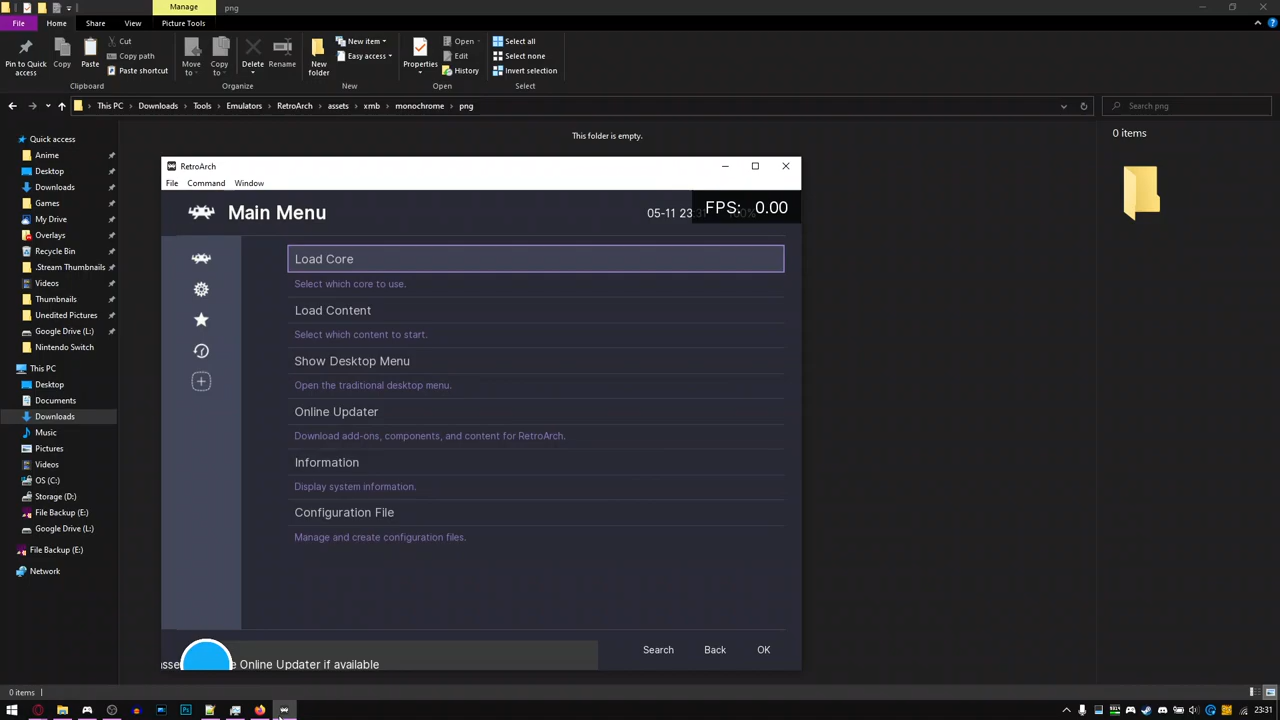 Manage
png
File
Home
Share
View
Picture Tools
Pin to Quick access
Copy
Paste
Cut
Copy path
Paste shortcut
Clipboard
Move to
Copy to
Delete
Rename
Organize
New folder
New item
Easy access
New
Properties
Open
Edit
History
Open
Select all
Select none
Invert selection
Select
This PC
Downloads
Tools
Emulators
RetroArch
assets
xmb
monochrome
png
Search png
Quick access
Anime
Desktop
Downloads
Games
My Drive
Overlays
Recycle Bin
.Stream Thumbnails
Videos
Thumbnails
Unedited Pictures
Google Drive (L:)
Nintendo Switch
This PC
Desktop
Documents
Downloads
Music
Pictures
Videos
OS (C:)
Storage (D:)
File Backup (E:)
Google Drive (L:)
File Backup (E:)
Network
This folder is empty.
0 items
RetroArch
File
Command
Window
Main Menu
05-11 23:
FPS: 0.00
Load Core
Select which core to use.
Load Content
Select which content to start.
Show Desktop Menu
Open the traditional desktop menu.
Online Updater
Download add-ons, components, and content for RetroArch.
Information
Display system information.
Configuration File
Manage and create configuration files.
Online Updater if available
Search
Back
OK
0 items
23:31